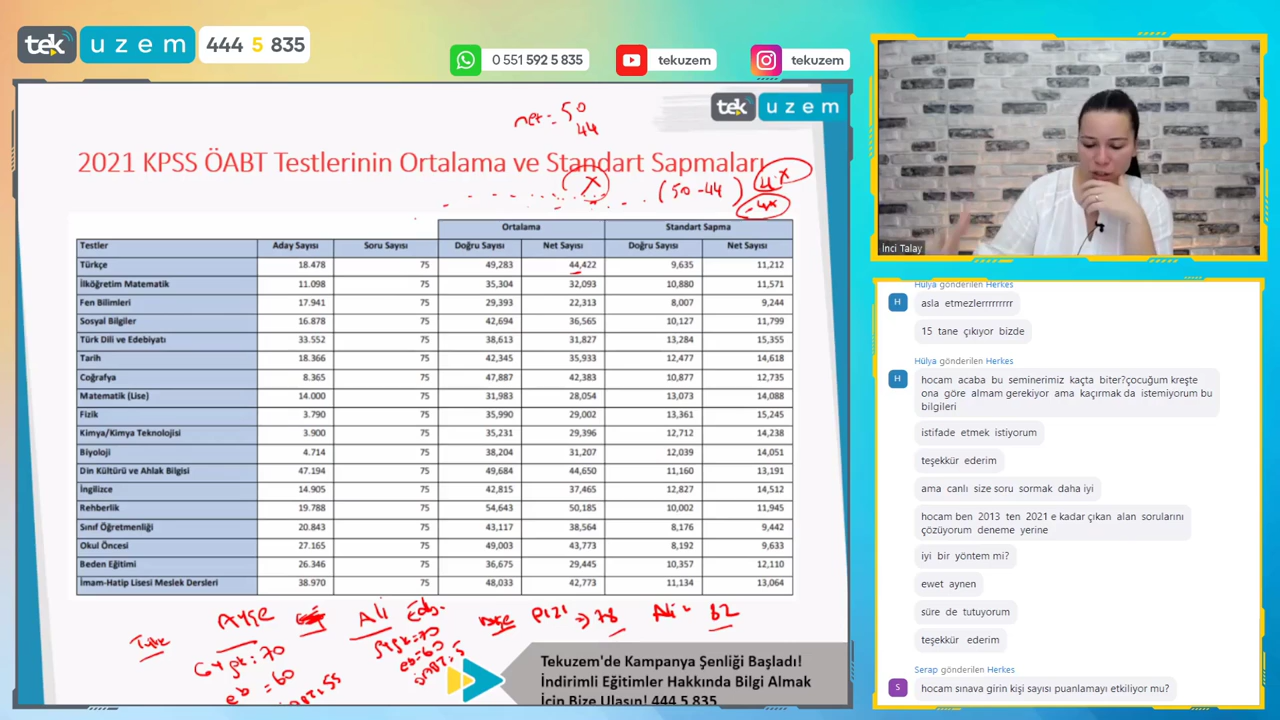 tek uzem 444 5 835
0 551 592 5 835 tekuzem tekuzem
tek uzem
net = 50
44
2021 KPSS ÖABT Testlerinin Ortalama ve Standart Sapmaları
x (50-44) 4x
-4x
Ortalama Standart Sapma
Testler Aday Sayısı Soru Sayısı Doğru Sayısı Net Sayısı Doğru Sayısı Net Sayısı
Türkçe 18.478 75 49,283 44,422 9,635 11,212
İlköğretim Matematik 11.098 75 35,304 32,093 10,880 11,571
Fen Bilimleri 17.941 75 29,393 22,313 8,007 9,244
Sosyal Bilgiler 16.878 75 42,694 36,565 10,127 11,799
Türk Dili ve Edebiyatı 33.552 75 38,613 31,827 13,284 15,355
Tarih 18.366 75 42,345 35,933 12,477 14,618
Coğrafya 8.365 75 47,887 42,383 10,877 12,735
Matematik (Lise) 14.000 75 31,983 28,054 13,073 14,088
Fizik 3.790 75 35,990 29,002 13,361 15,245
Kimya/Kimya Teknolojisi 3.900 75 35,231 29,396 12,712 14,238
Biyoloji 4.714 75 38,204 31,207 12,039 14,051
Din Kültürü ve Ahlak Bilgisi 47.194 75 49,684 44,650 11,160 13,191
İngilizce 14.905 75 42,815 37,465 12,827 14,512
Rehberlik 19.788 75 54,643 50,185 10,002 11,945
Sınıf Öğretmenliği 20.843 75 43,117 38,564 8,176 9,442
Okul Öncesi 27.165 75 49,003 43,773 8,192 9,633
Beden Eğitimi 26.346 75 36,675 29,445 10,357 12,110
İmam-Hatip Lisesi Meslek Dersleri 38.970 75 48,033 42,773 11,134 13,064
Ayşe Ali Edb. P121 => 78 Ali = 82
gygk = 70
eb = 60
eb = 60
Tekuzem'de Kampanya Şenliği Başladı!
İndirimli Eğitimler Hakkında Bilgi Almak
İçin Bize Ulaşın! 444 5 835
İnci Talay
Hülya gönderilen Herkes
H asla etmezlerrrrrrrrr
15 tane çıkıyor bizde
Hülya gönderilen Herkes
H hocam acaba bu seminerimiz kaçta biter?çocuğum kreşte
ona göre almam gerekiyor ama kaçırmak da istemiyorum bu
bilgileri
istifade etmek istiyorum
teşekkür ederim
ama canlı size soru sormak daha iyi
hocam ben 2013 ten 2021 e kadar çıkan alan sorularını
çözüyorum deneme yerine
iyi bir yöntem mi?
ewet aynen
süre de tutuyorum
teşekkür ederim
Serap gönderilen Herkes
S hocam sınava girin kişi sayısı puanlamayı etkiliyor mu?